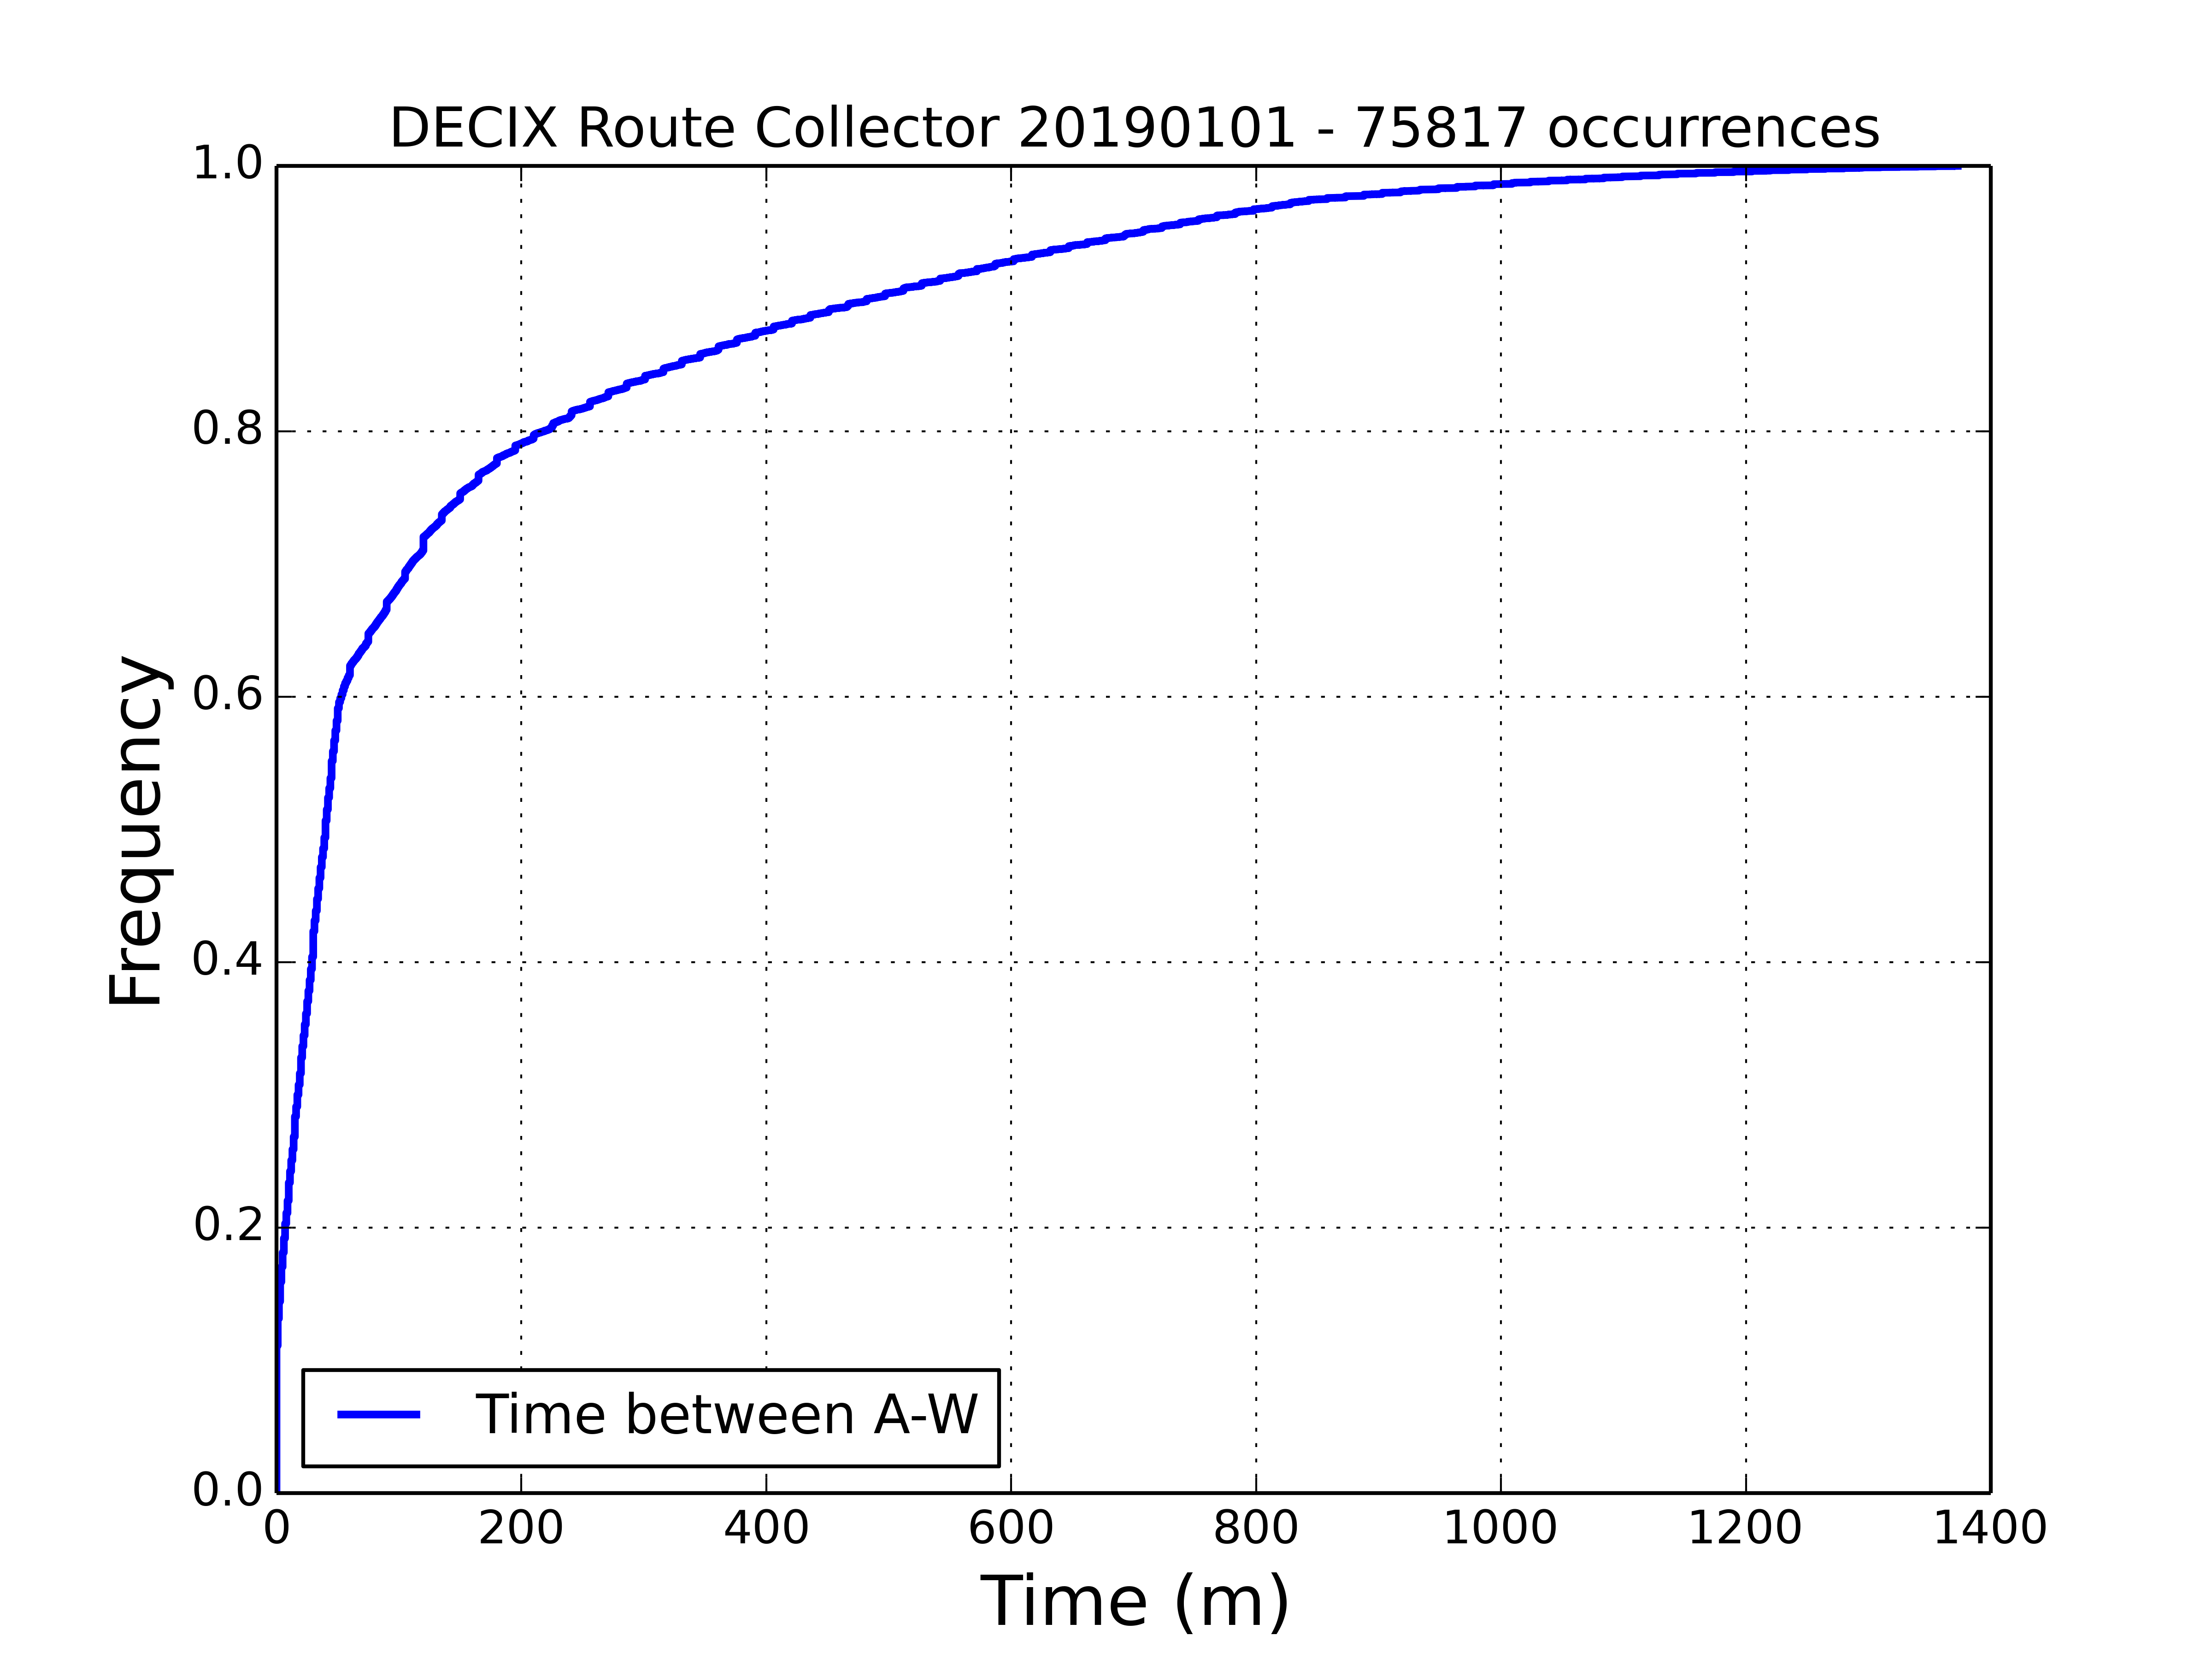 DECIX Route Collector 20190101 - 75817 occurrences
1.0
0.8
0.6
0.4
0.2
0.0
Frequency
Time between A-W
0 200 400 600 800 1000 1200 1400
Time (m)